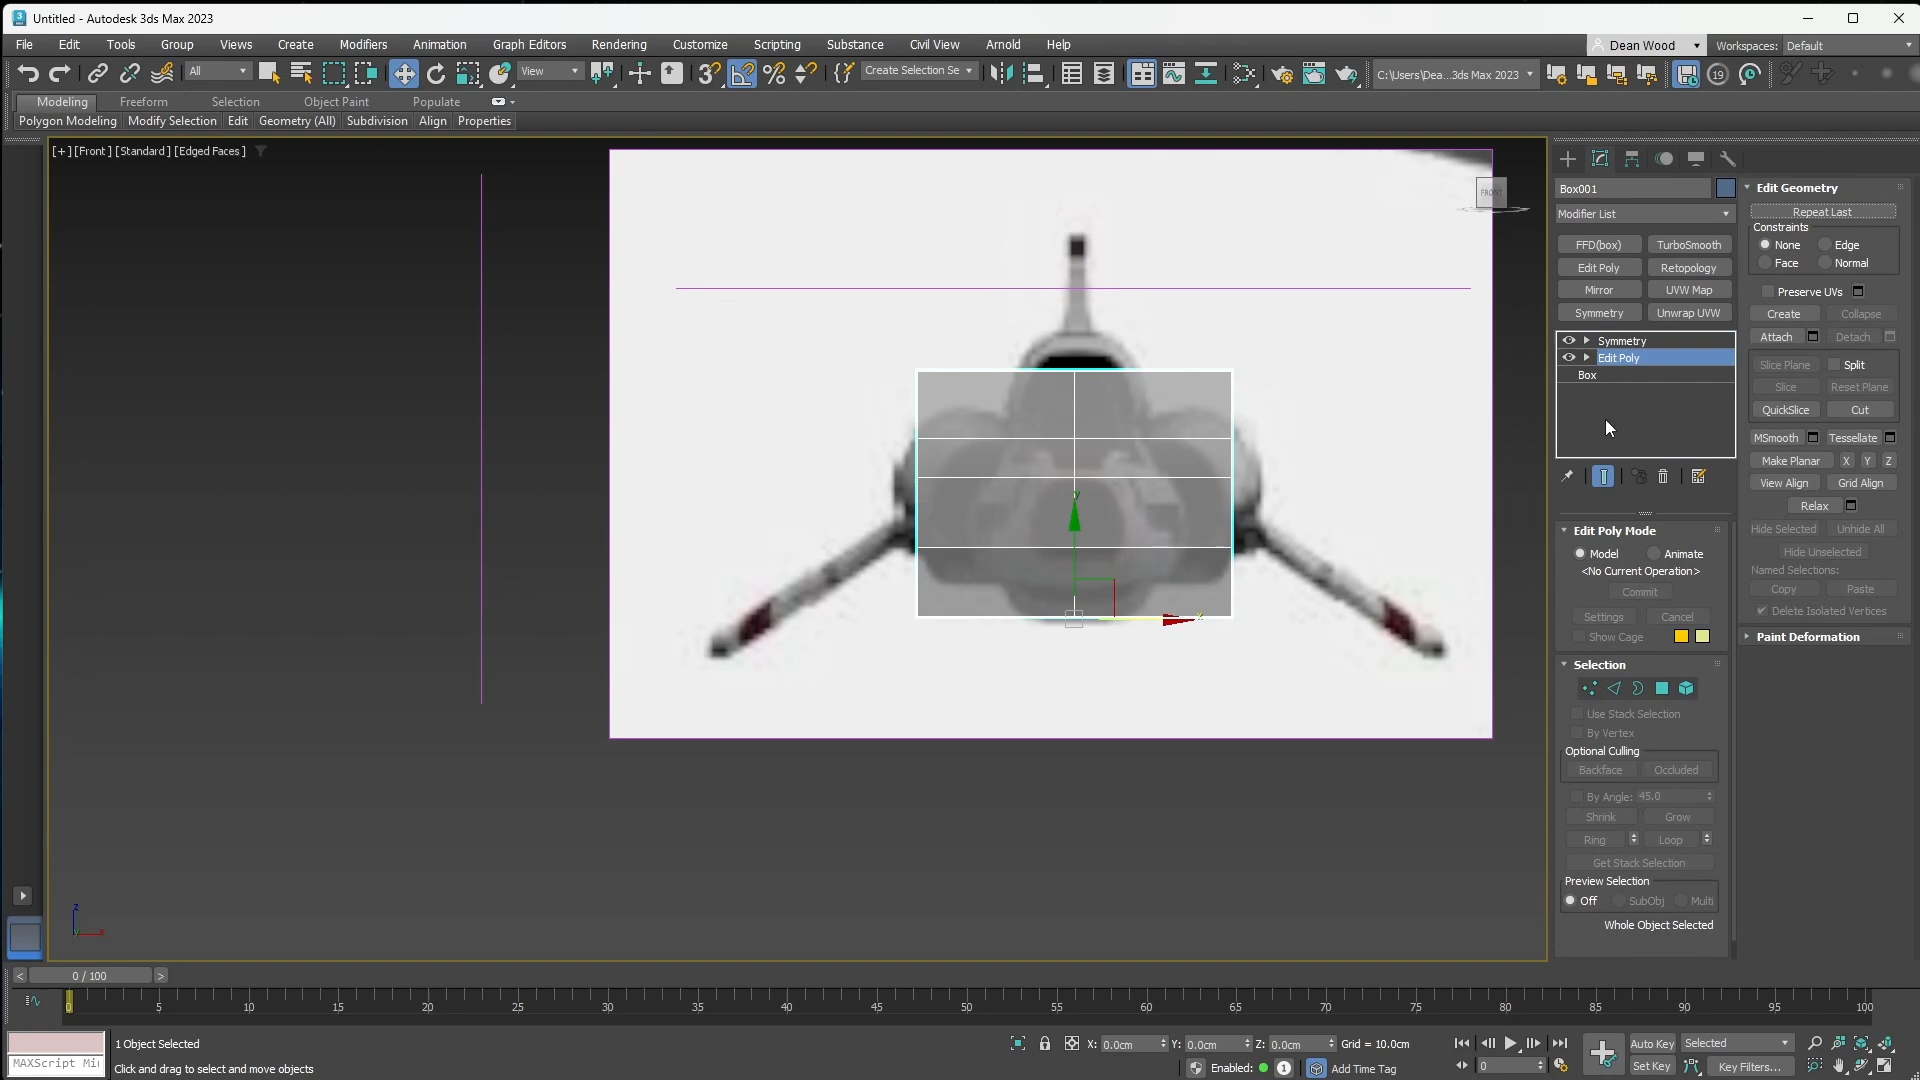 Untitled - Autodesk 3ds Max 2023
File Edit Tools Group Views Create Modifiers Animation Graph Editors Rendering Customize Scripting Substance Civil View Arnold Help
Dean Wood Workspaces: Default
All View Create Selection Se C:\Users\Dea...3ds Max 2023 19
Modeling Freeform Selection Object Paint Populate
Polygon Modeling Modify Selection Edit Geometry (All) Subdivision Align Properties
[+] [Front] [Standard] [Edged Faces]
FRONT
y
x
z
Box001
Modifier List
FFD(box) TurboSmooth
Edit Poly Retopology
Mirror UVW Map
Symmetry Unwrap UVW
Symmetry
Edit Poly
Box
Edit Poly Mode
Model Animate
<No Current Operation>
Commit
Settings Cancel
Show Cage
Selection
Use Stack Selection
By Vertex
Optional Culling
Backface Occluded
By Angle: 45.0
Shrink Grow
Ring Loop
Get Stack Selection
Preview Selection
Off SubObj Multi
Whole Object Selected
Edit Geometry
Repeat Last
Constraints
None Edge
Face Normal
Preserve UVs
Create Collapse
Attach Detach
Slice Plane Split
Slice Reset Plane
QuickSlice Cut
MSmooth Tessellate
Make Planar X Y Z
View Align Grid Align
Relax
Hide Selected Unhide All
Hide Unselected
Named Selections:
Copy Paste
Delete Isolated Vertices
Paint Deformation
< 0 / 100 >
0 5 10 15 20 25 30 35 40 45 50 55 60 65 70 75 80 85 90 95 100
1 Object Selected X: 0.0cm Y: 0.0cm Z: 0.0cm Grid = 10.0cm Auto Key Selected
MAXScript Mi Click and drag to select and move objects Enabled: 1 Add Time Tag 0 Set Key Key Filters...